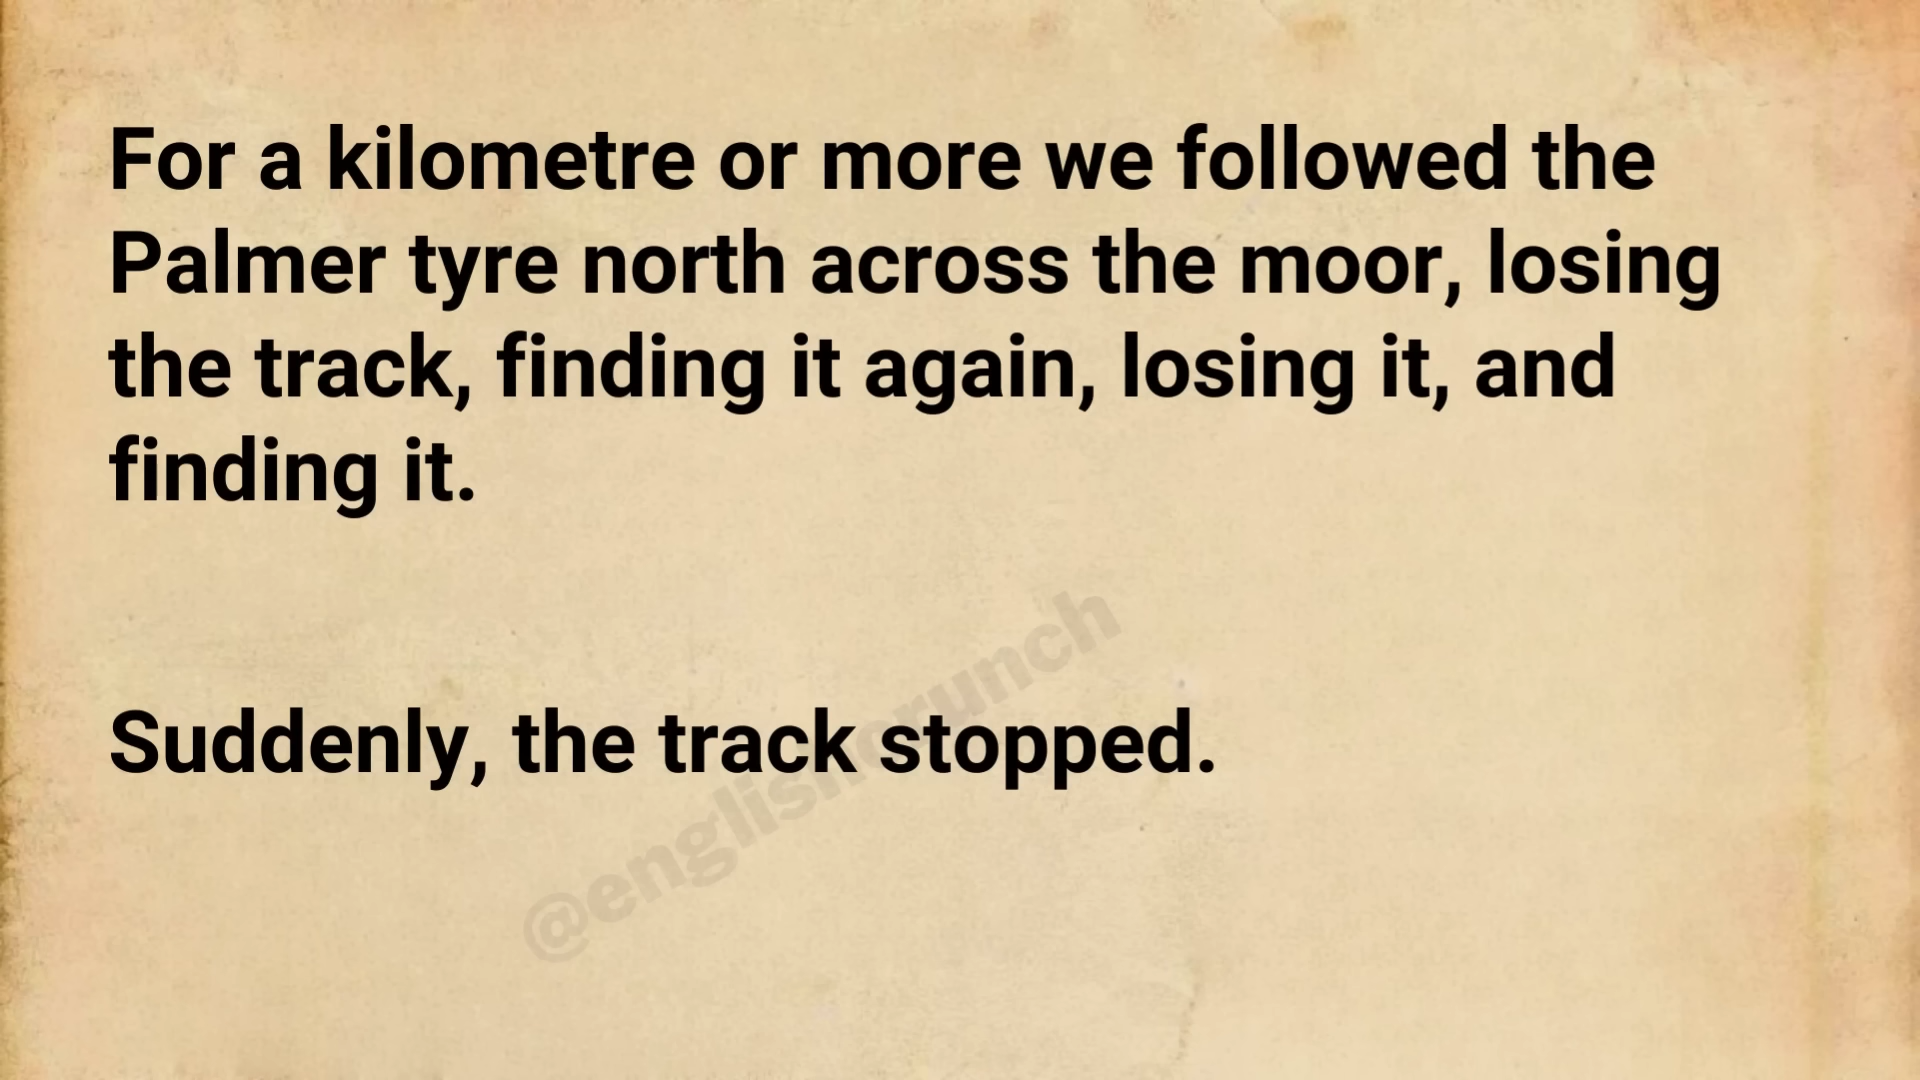 For a kilometre or more we followed the
Palmer tyre north across the moor, losing
the track, finding it again, losing it, and
finding it.
Suddenly, the track stopped.
@englishcrunch